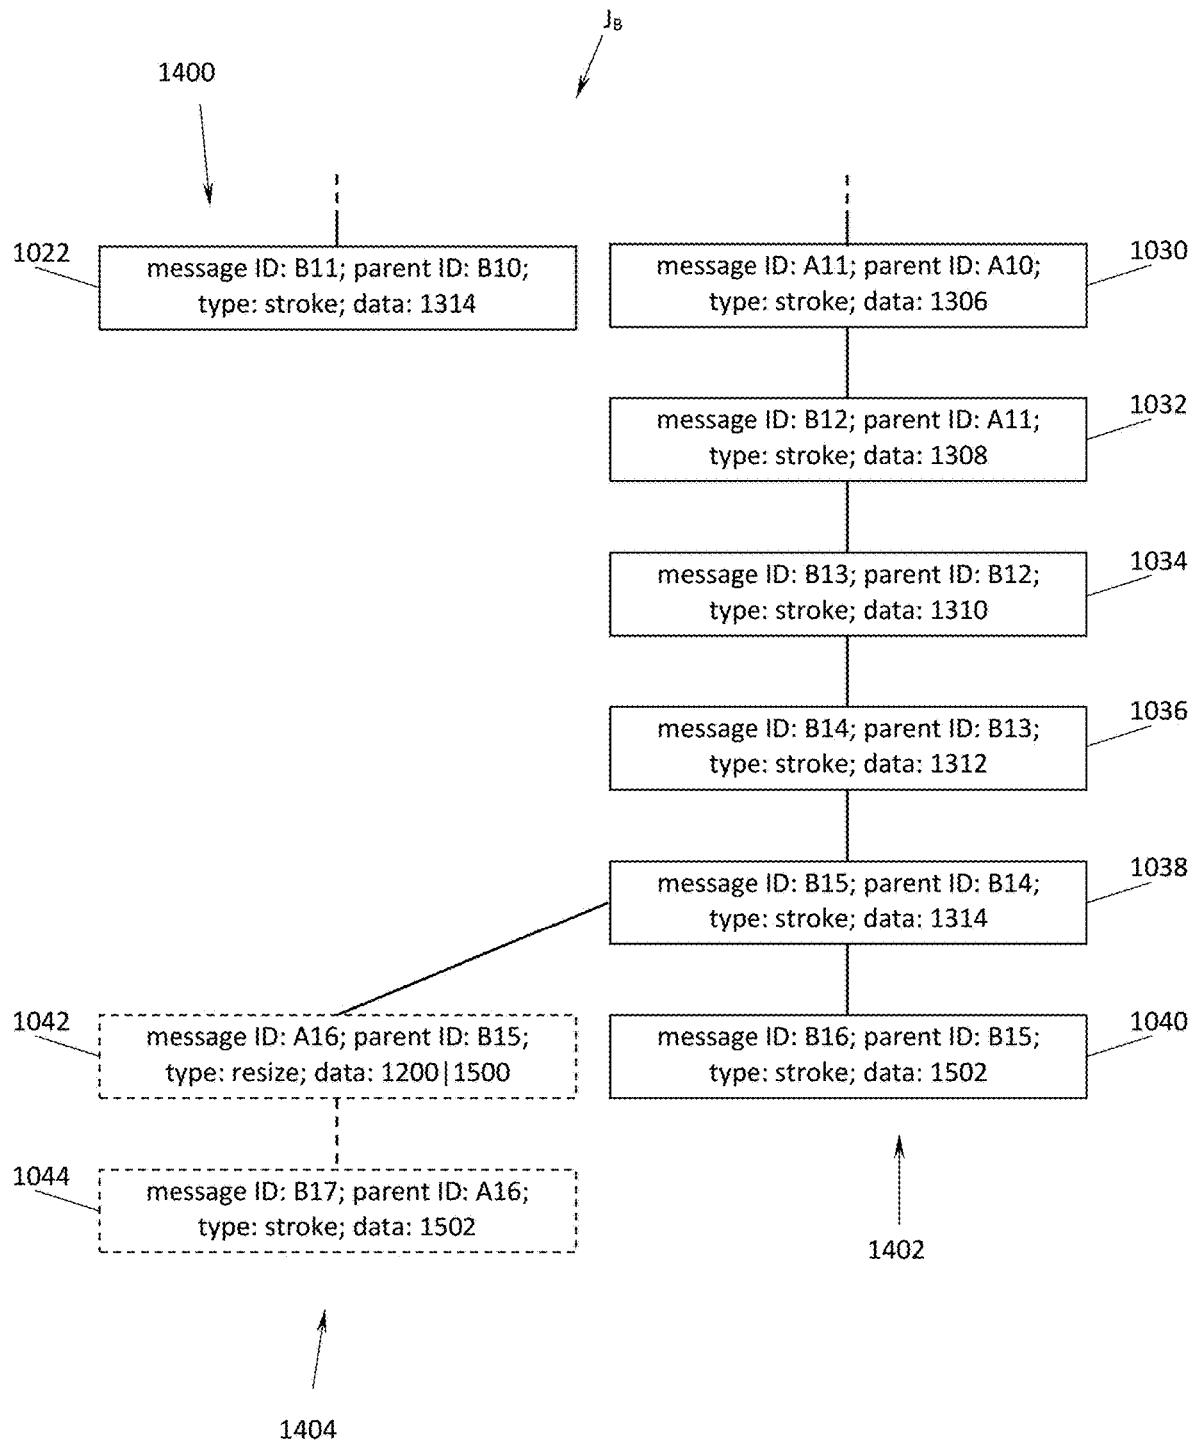 J_B
1400
1022
message ID: B11; parent ID: B10;
type: stroke; data: 1314
message ID: A11; parent ID: A10;
type: stroke; data: 1306
1030
message ID: B12; parent ID: A11;
type: stroke; data: 1308
1032
message ID: B13; parent ID: B12;
type: stroke; data: 1310
1034
message ID: B14; parent ID: B13;
type: stroke; data: 1312
1036
message ID: B15; parent ID: B14;
type: stroke; data: 1314
1038
1042
message ID: A16; parent ID: B15;
type: resize; data: 1200|1500
message ID: B16; parent ID: B15;
type: stroke; data: 1502
1040
1044
message ID: B17; parent ID: A16;
type: stroke; data: 1502
1402
1404